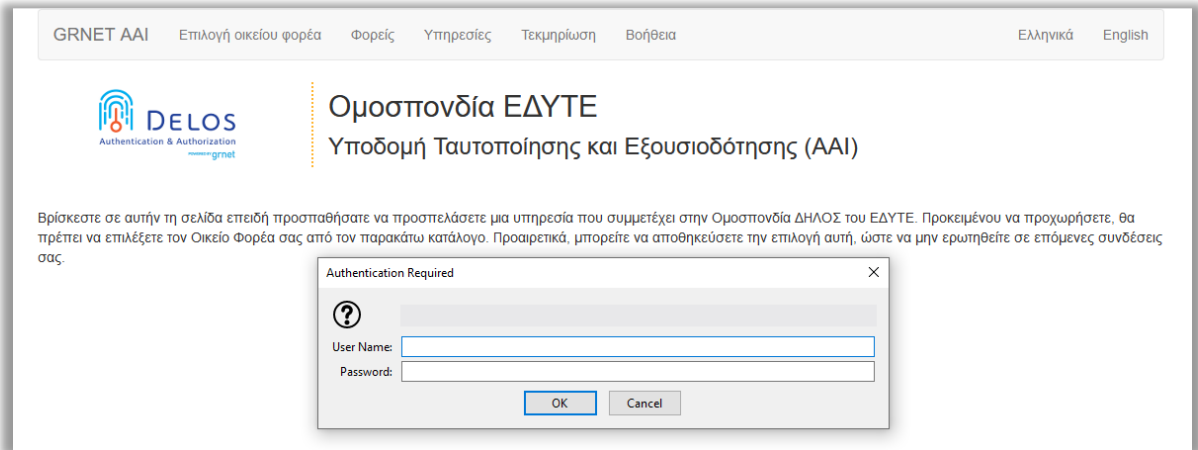 GRNET AAI Επιλογή οικείου φορέα Φορείς Υπηρεσίες Τεκμηρίωση Βοήθεια Ελληνικά English
DELOS
Authentication & Authorization
POWERED BY grnet
Ομοσπονδία ΕΔΥΤΕ
Υποδομή Ταυτοποίησης και Εξουσιοδότησης (ΑΑΙ)
Βρίσκεστε σε αυτήν τη σελίδα επειδή προσπαθήσατε να προσπελάσετε μια υπηρεσία που συμμετέχει στην Ομοσπονδία ΔΗΛΟΣ του ΕΔΥΤΕ. Προκειμένου να προχωρήσετε, θα
πρέπει να επιλέξετε τον Οικείο Φορέα σας από τον παρακάτω κατάλογο. Προαιρετικά, μπορείτε να αποθηκεύσετε την επιλογή αυτή, ώστε να μην ερωτηθείτε σε επόμενες συνδέσεις
σας.
Authentication Required
User Name:
Password:
OK Cancel